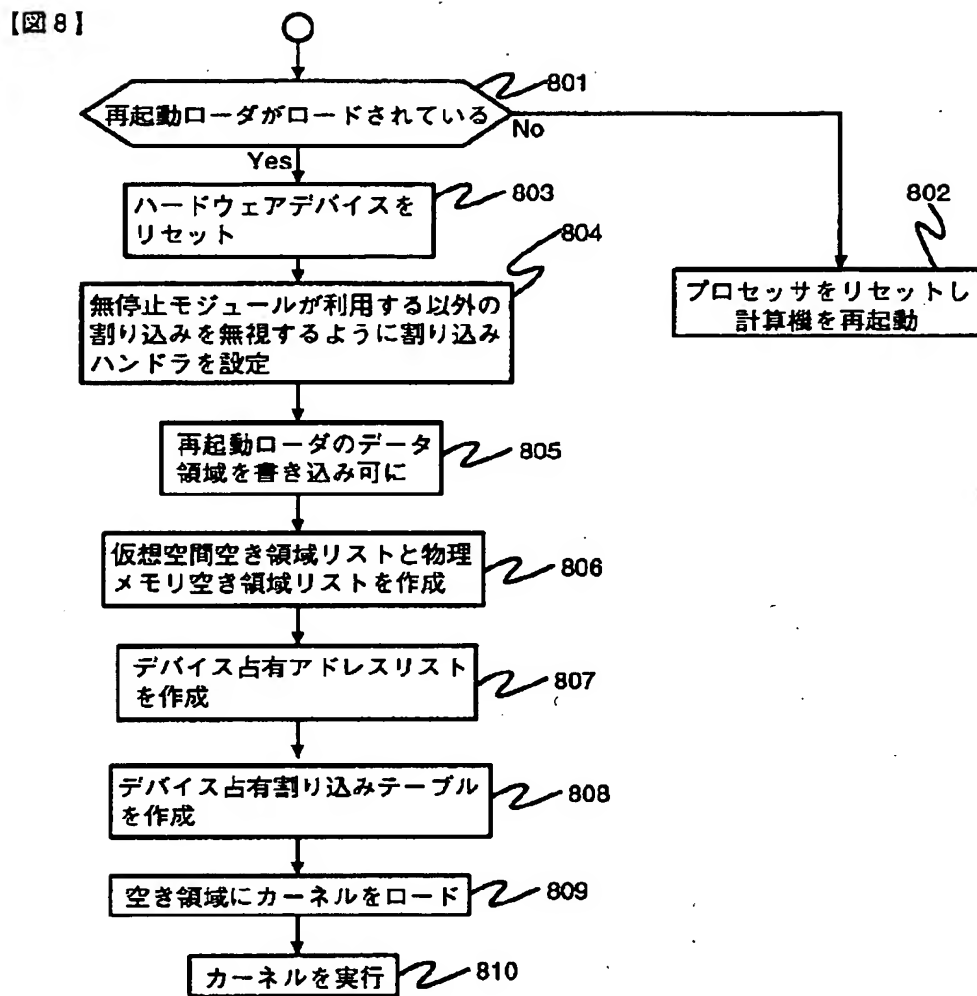 【図8】
801
再起動ローダがロードされている
No
Yes
803
ハードウェアデバイスを
リセット
802
804
プロセッサをリセットし
計算機を再起動
無停止モジュールが利用する以外の
割り込みを無視するように割り込み
ハンドラを設定
再起動ローダのデータ
領域を書き込み可に
805
仮想空間空き領域リストと物理
メモリ空き領域リストを作成
806
デバイス占有アドレスリスト
を作成
807
デバイス占有割り込みテーブル
を作成
808
空き領域にカーネルをロード
809
カーネルを実行
810